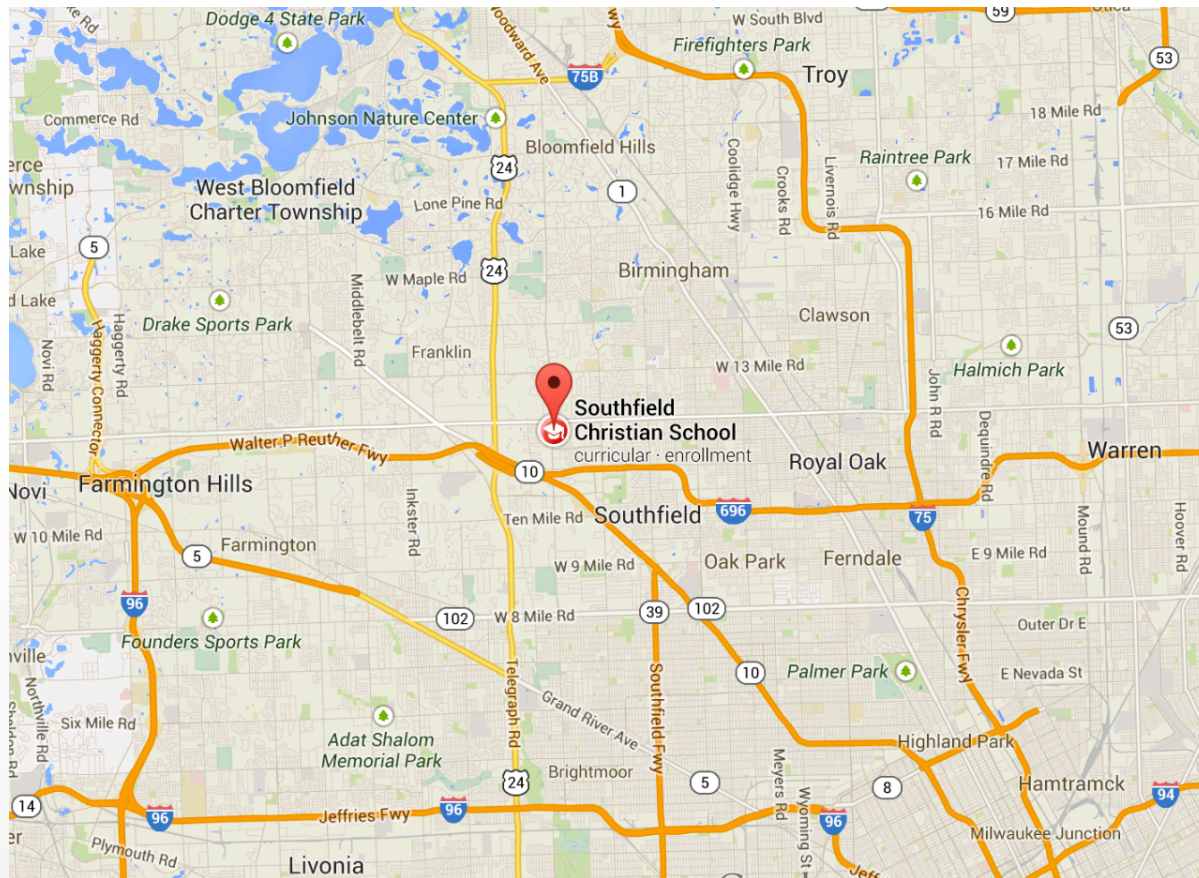 Dodge 4 State Park
W South Blvd
59
Utica
Woodward Ave
Fwy
Firefighters Park
Troy
53
75B
Johnson Nature Center
Commerce Rd
18 Mile Rd
Bloomfield Hills
Coolidge Hwy
Crooks Rd
Livernois Rd
Raintree Park
17 Mile Rd
erce
wnship
West Bloomfield
Charter Township
24
Lone Pine Rd
1
16 Mile Rd
Lake
5
24
W Maple Rd
Birmingham
d Lake
Haggerty Connector
Haggerty Rd
Novi Rd
Drake Sports Park
Middlebelt Rd
Clawson
53
Franklin
W 13 Mile Rd
Halmich Park
John R Rd
Southfield
Christian School
curricular · enrollment
Walter P Reuther Fwy
Dequindre Rd
Warren
10
Royal Oak
Novi
Farmington Hills
Inkster Rd
Ten Mile Rd
Southfield
696
75
Mound Rd
Hoover Rd
W 10 Mile Rd
5
Farmington
W 9 Mile Rd
Oak Park
Ferndale
E 9 Mile Rd
96
39
102
Chrysler Fwy
Founders Sports Park
102
W 8 Mile Rd
Outer Dr E
nville
Northville Rd
Telegraph Rd
Southfield Fwy
10
Palmer Park
E Nevada St
Six Mile Rd
Grand River Ave
Adat Shalom
Memorial Park
Highland Park
Brightmoor
24
5
Meyers Rd
Wyoming St
8
Hamtramck
14
96
Jeffries Fwy
96
96
94
Plymouth Rd
Milwaukee Junction
Livonia